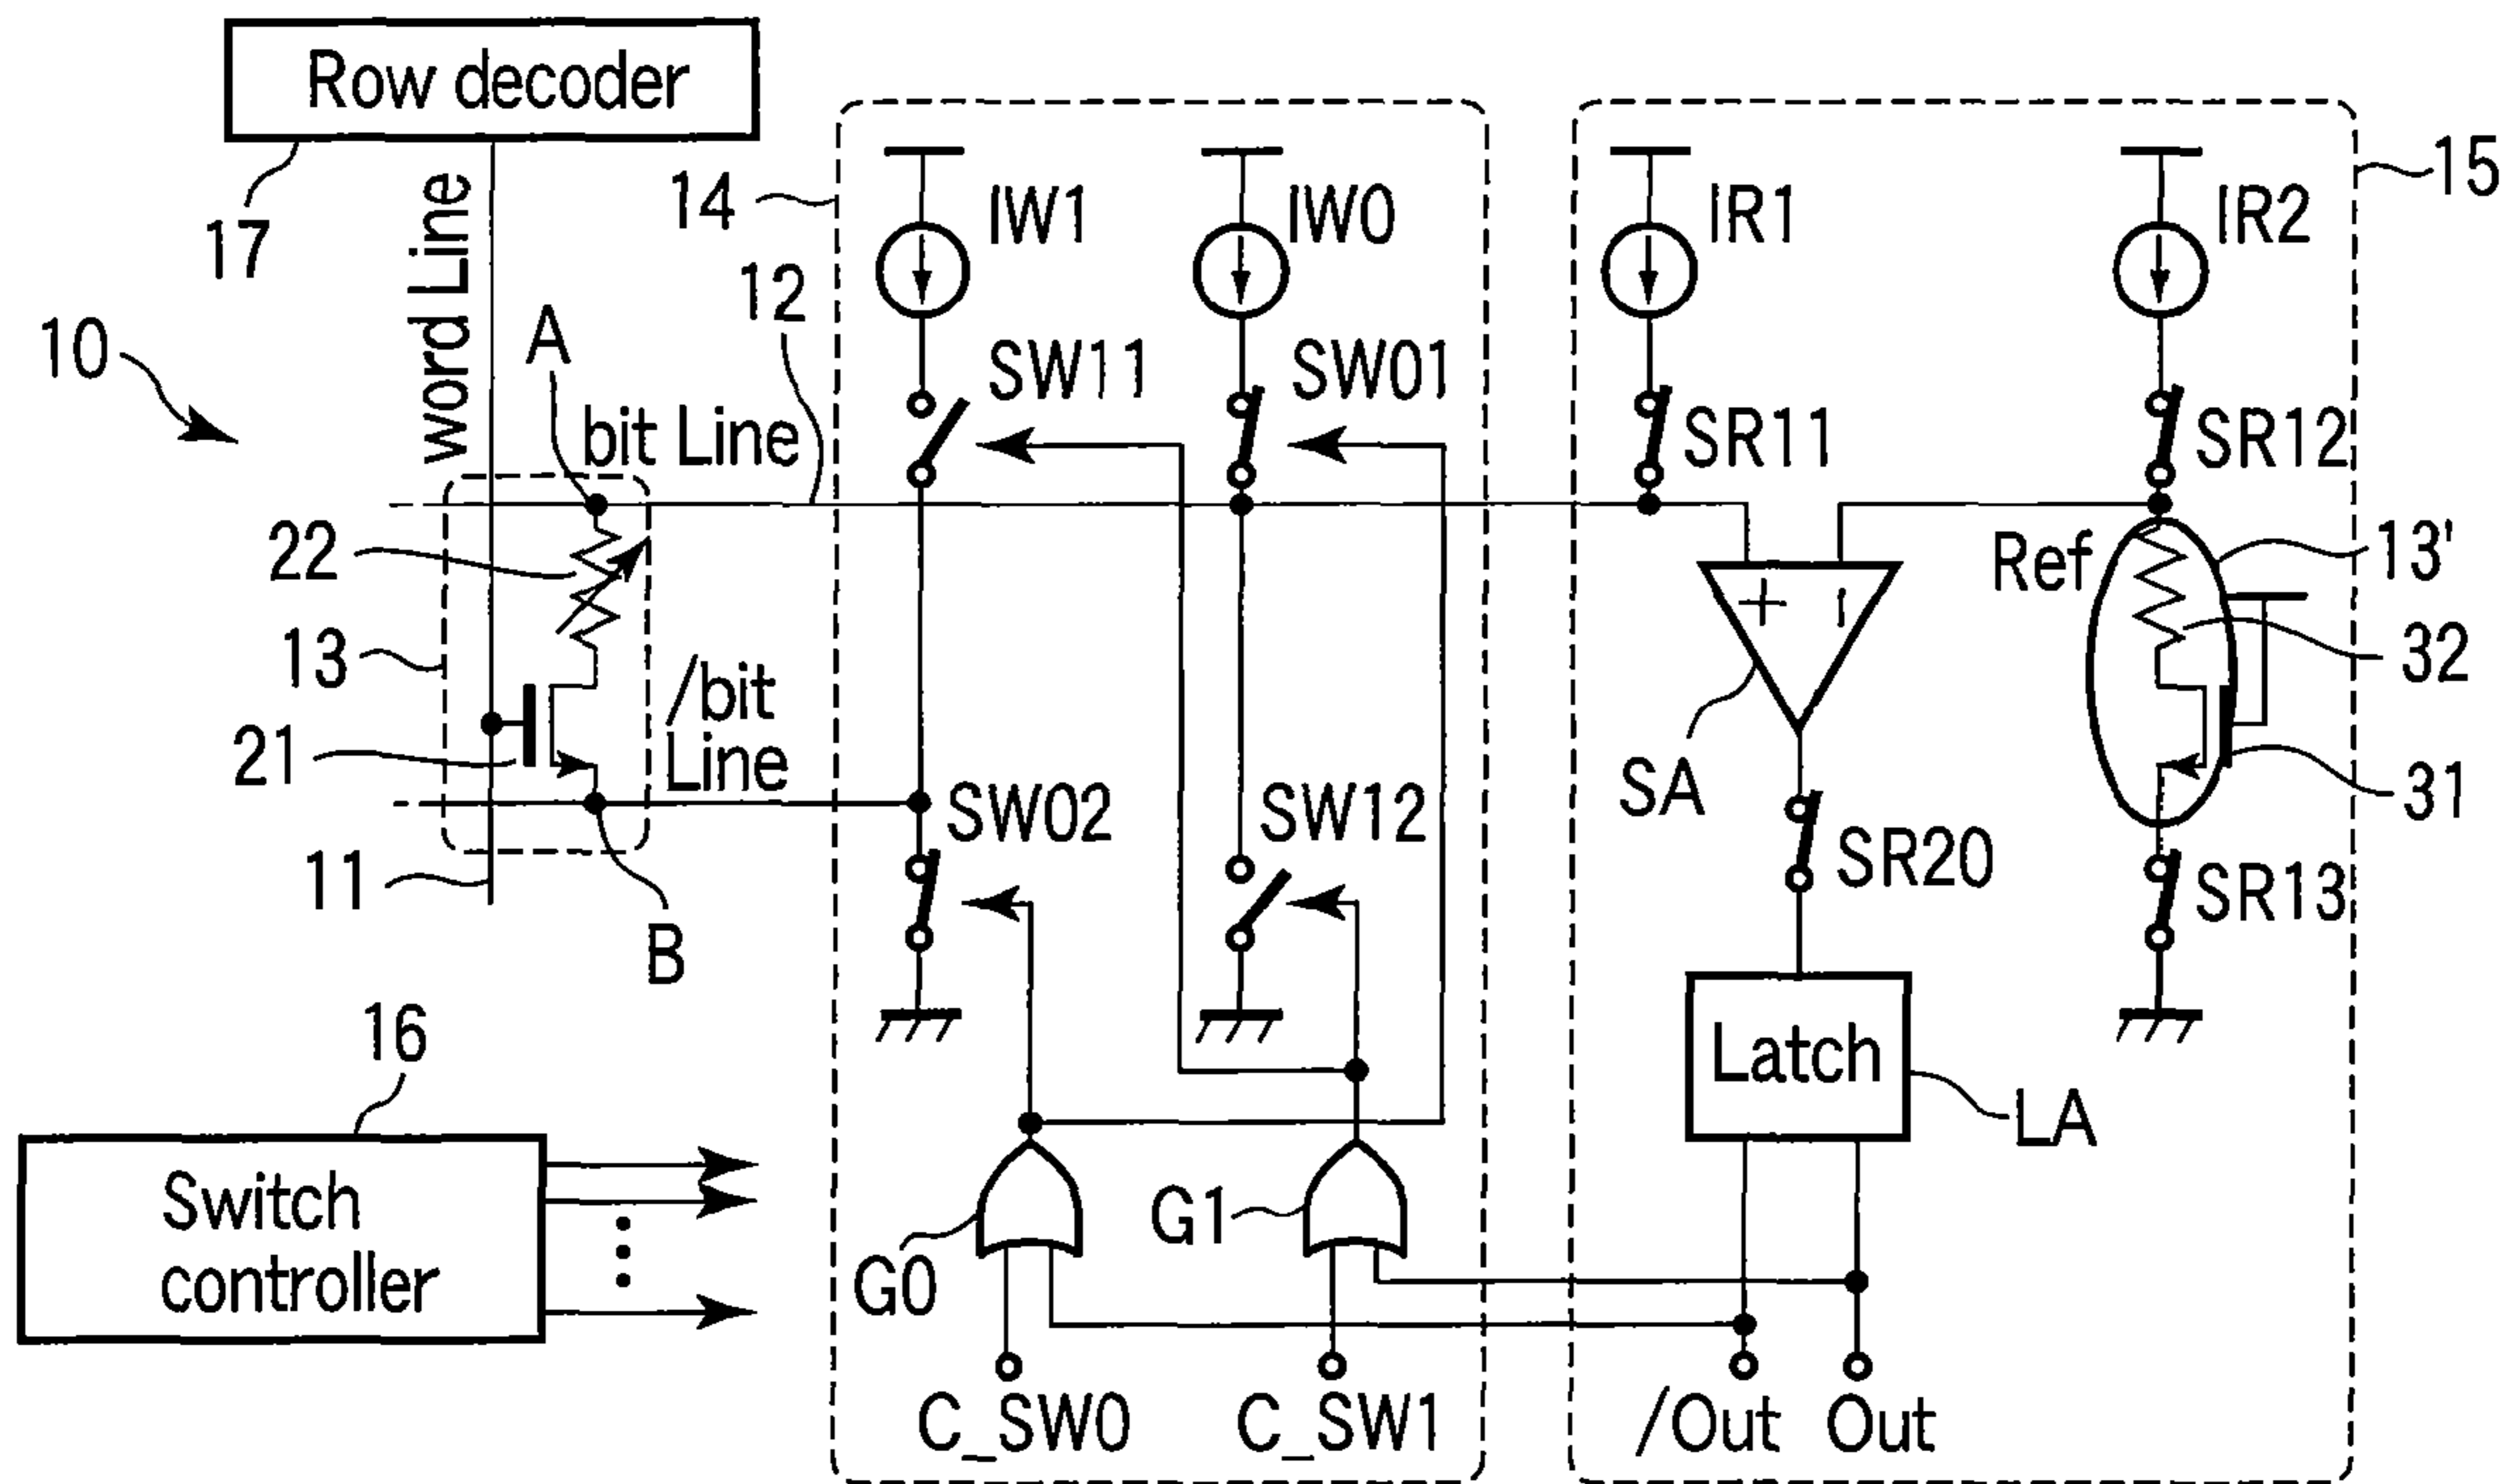 Row decoder
17
word Line
10
A
bit Line
12
14
IW1
IW0
SW11
SW01
IR1
IR2
15
SR11
SR12
22
13
21
11
/bit
Line
B
SW02
SW12
+
−
SA
Ref
13'
32
31
SR20
SR13
Latch
LA
16
Switch
controller
G0
G1
C_SW0
C_SW1
/Out
Out